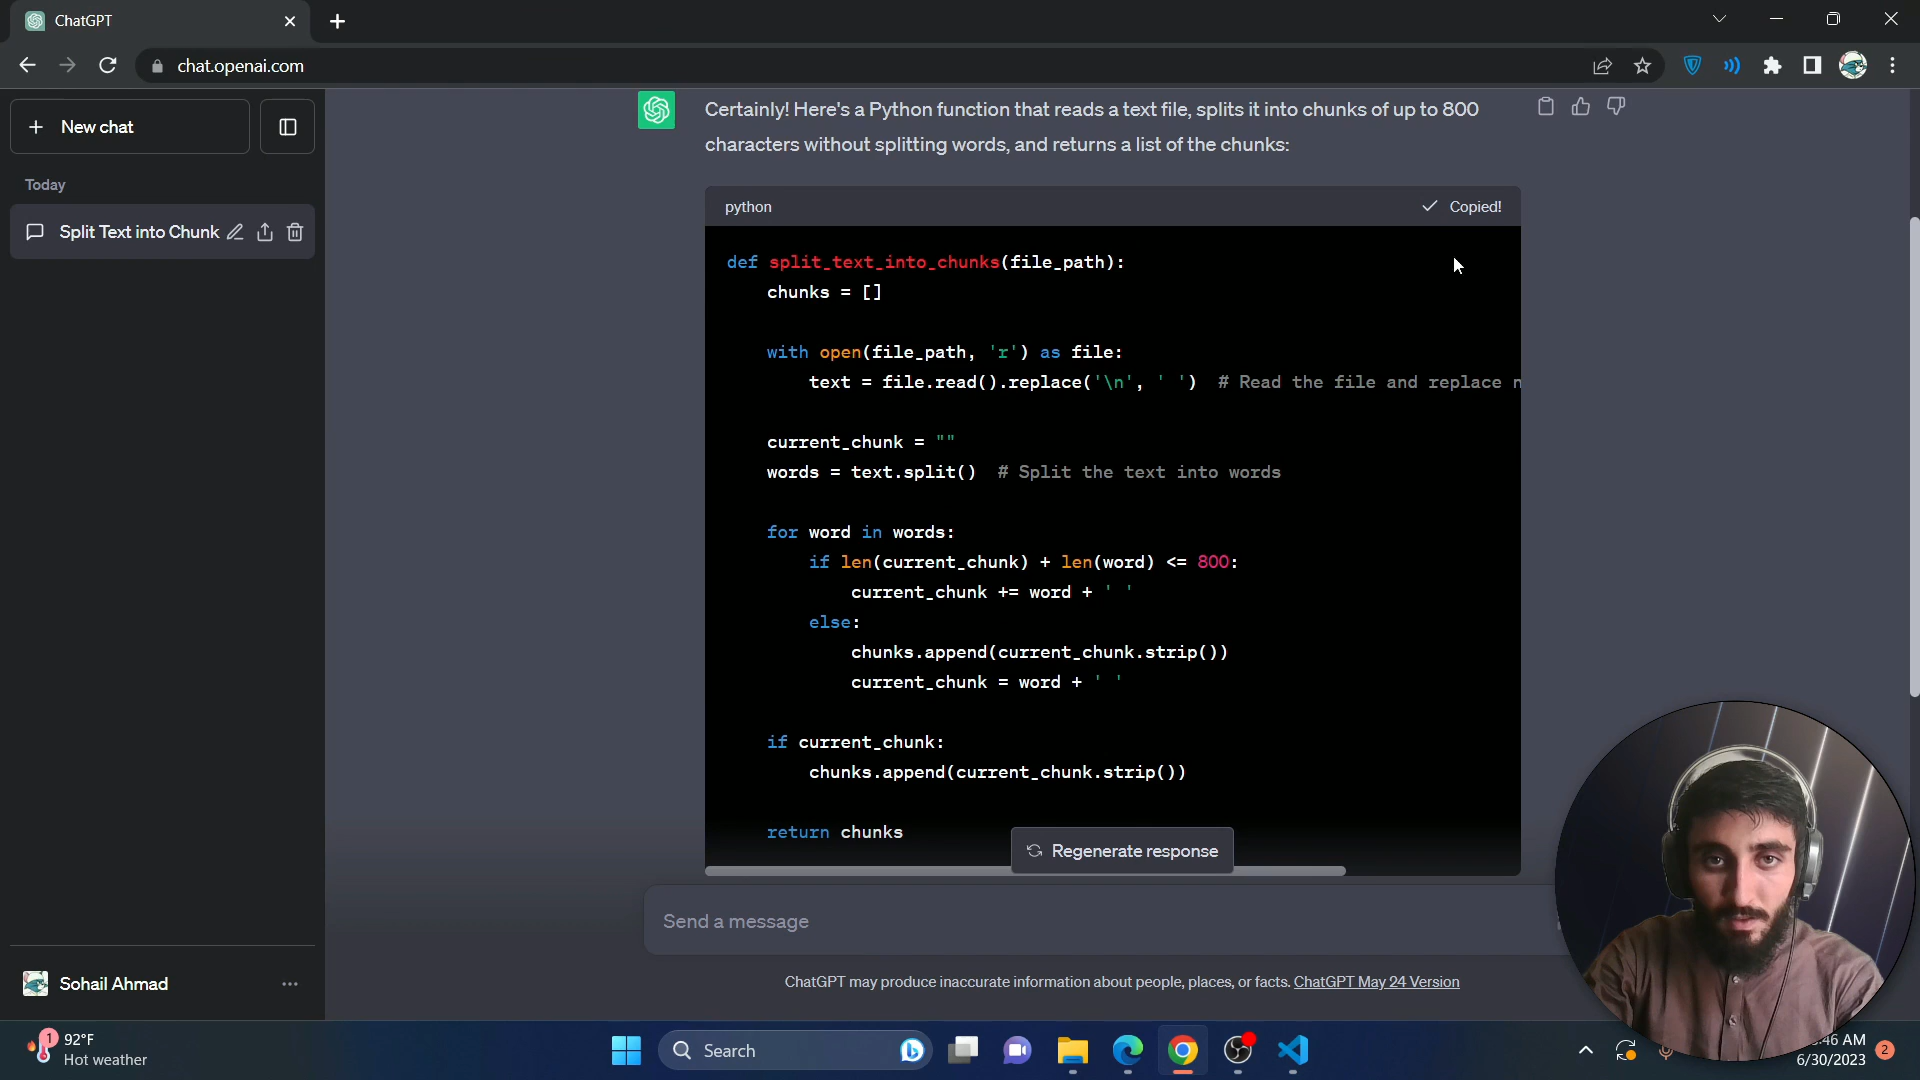 ChatGPT
chat.openai.com
New chat
Today
Split Text into Chunk
Certainly! Here's a Python function that reads a text file, splits it into chunks of up to 800
characters without splitting words, and returns a list of the chunks:
python
Copied!
def split_text_into_chunks(file_path):
chunks = []
with open(file_path, 'r') as file:
text = file.read().replace('\n', ' ') # Read the file and replace n
current_chunk = ""
words = text.split() # Split the text into words
for word in words:
if len(current_chunk) + len(word) <= 800:
current_chunk += word + ' '
else:
chunks.append(current_chunk.strip())
current_chunk = word + ' '
if current_chunk:
chunks.append(current_chunk.strip())
return chunks
Regenerate response
Send a message
ChatGPT may produce inaccurate information about people, places, or facts. ChatGPT May 24 Version
Sohail Ahmad
1
92°F
Hot weather
Search
:46 AM
6/30/2023
2